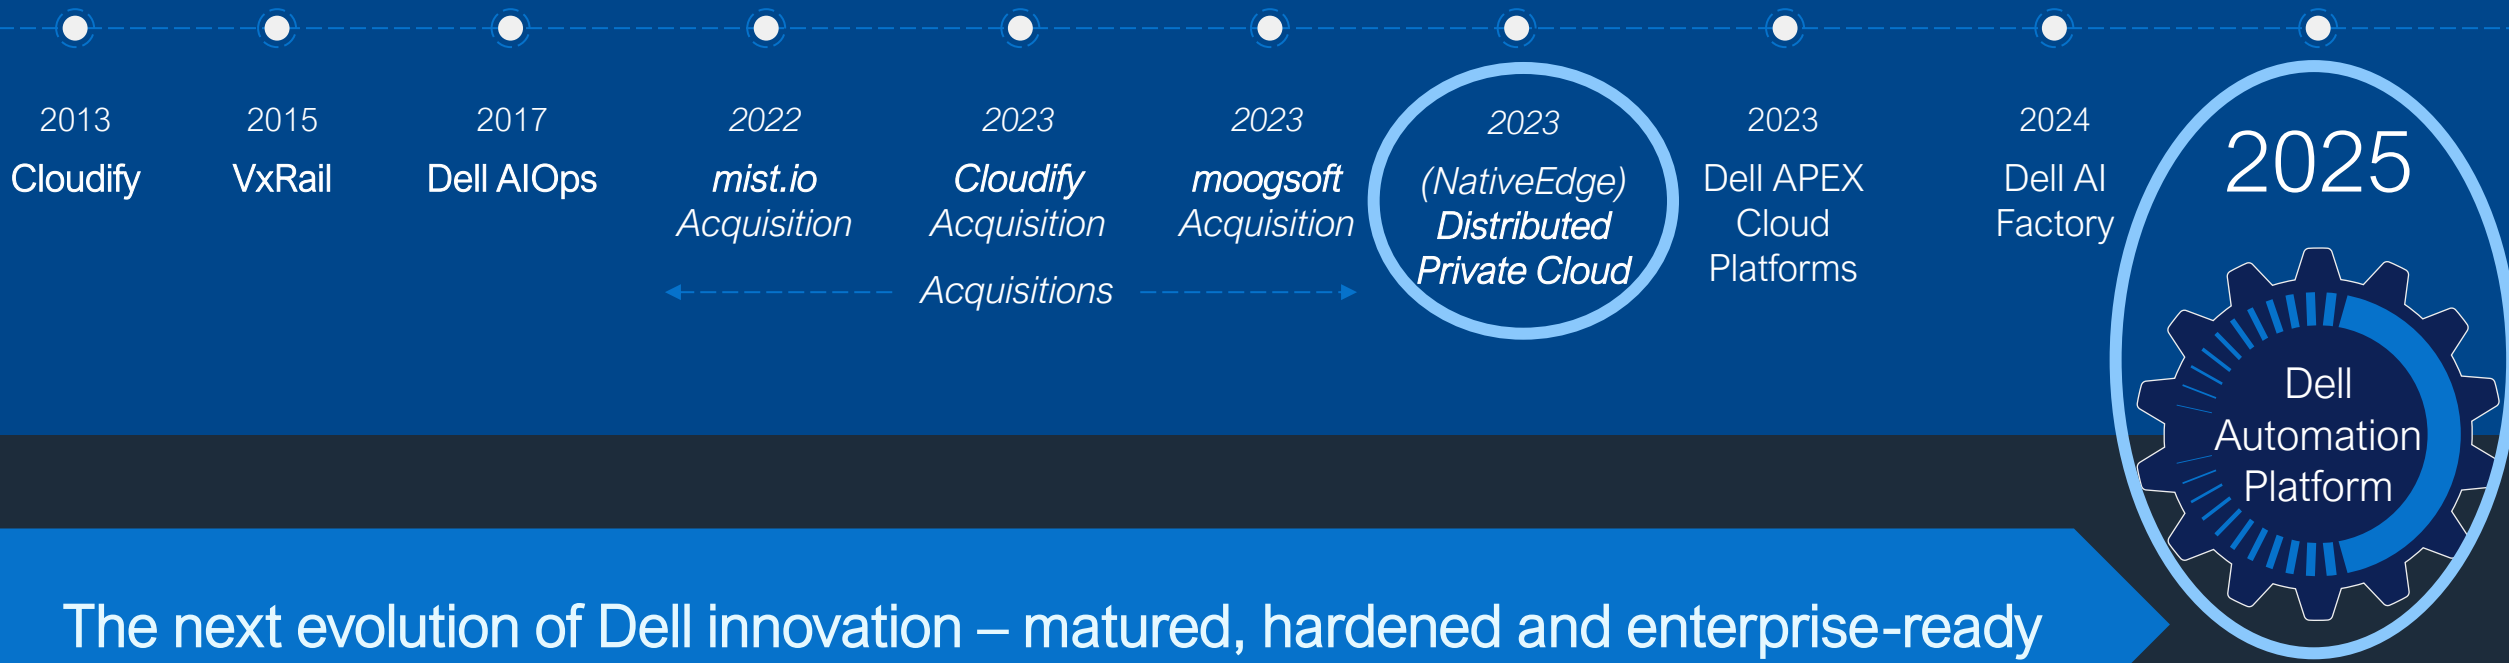 2013
Cloudify
2015
VxRail
2017
Dell AIOps
2022
mist.io
Acquisition
2023
Cloudify
Acquisition
2023
moogsoft
Acquisition
Acquisitions
2023
(NativeEdge)
Distributed
Private Cloud
2023
Dell APEX
Cloud
Platforms
2024
Dell AI
Factory
2025
Dell
Automation
Platform
The next evolution of Dell innovation – matured, hardened and enterprise-ready